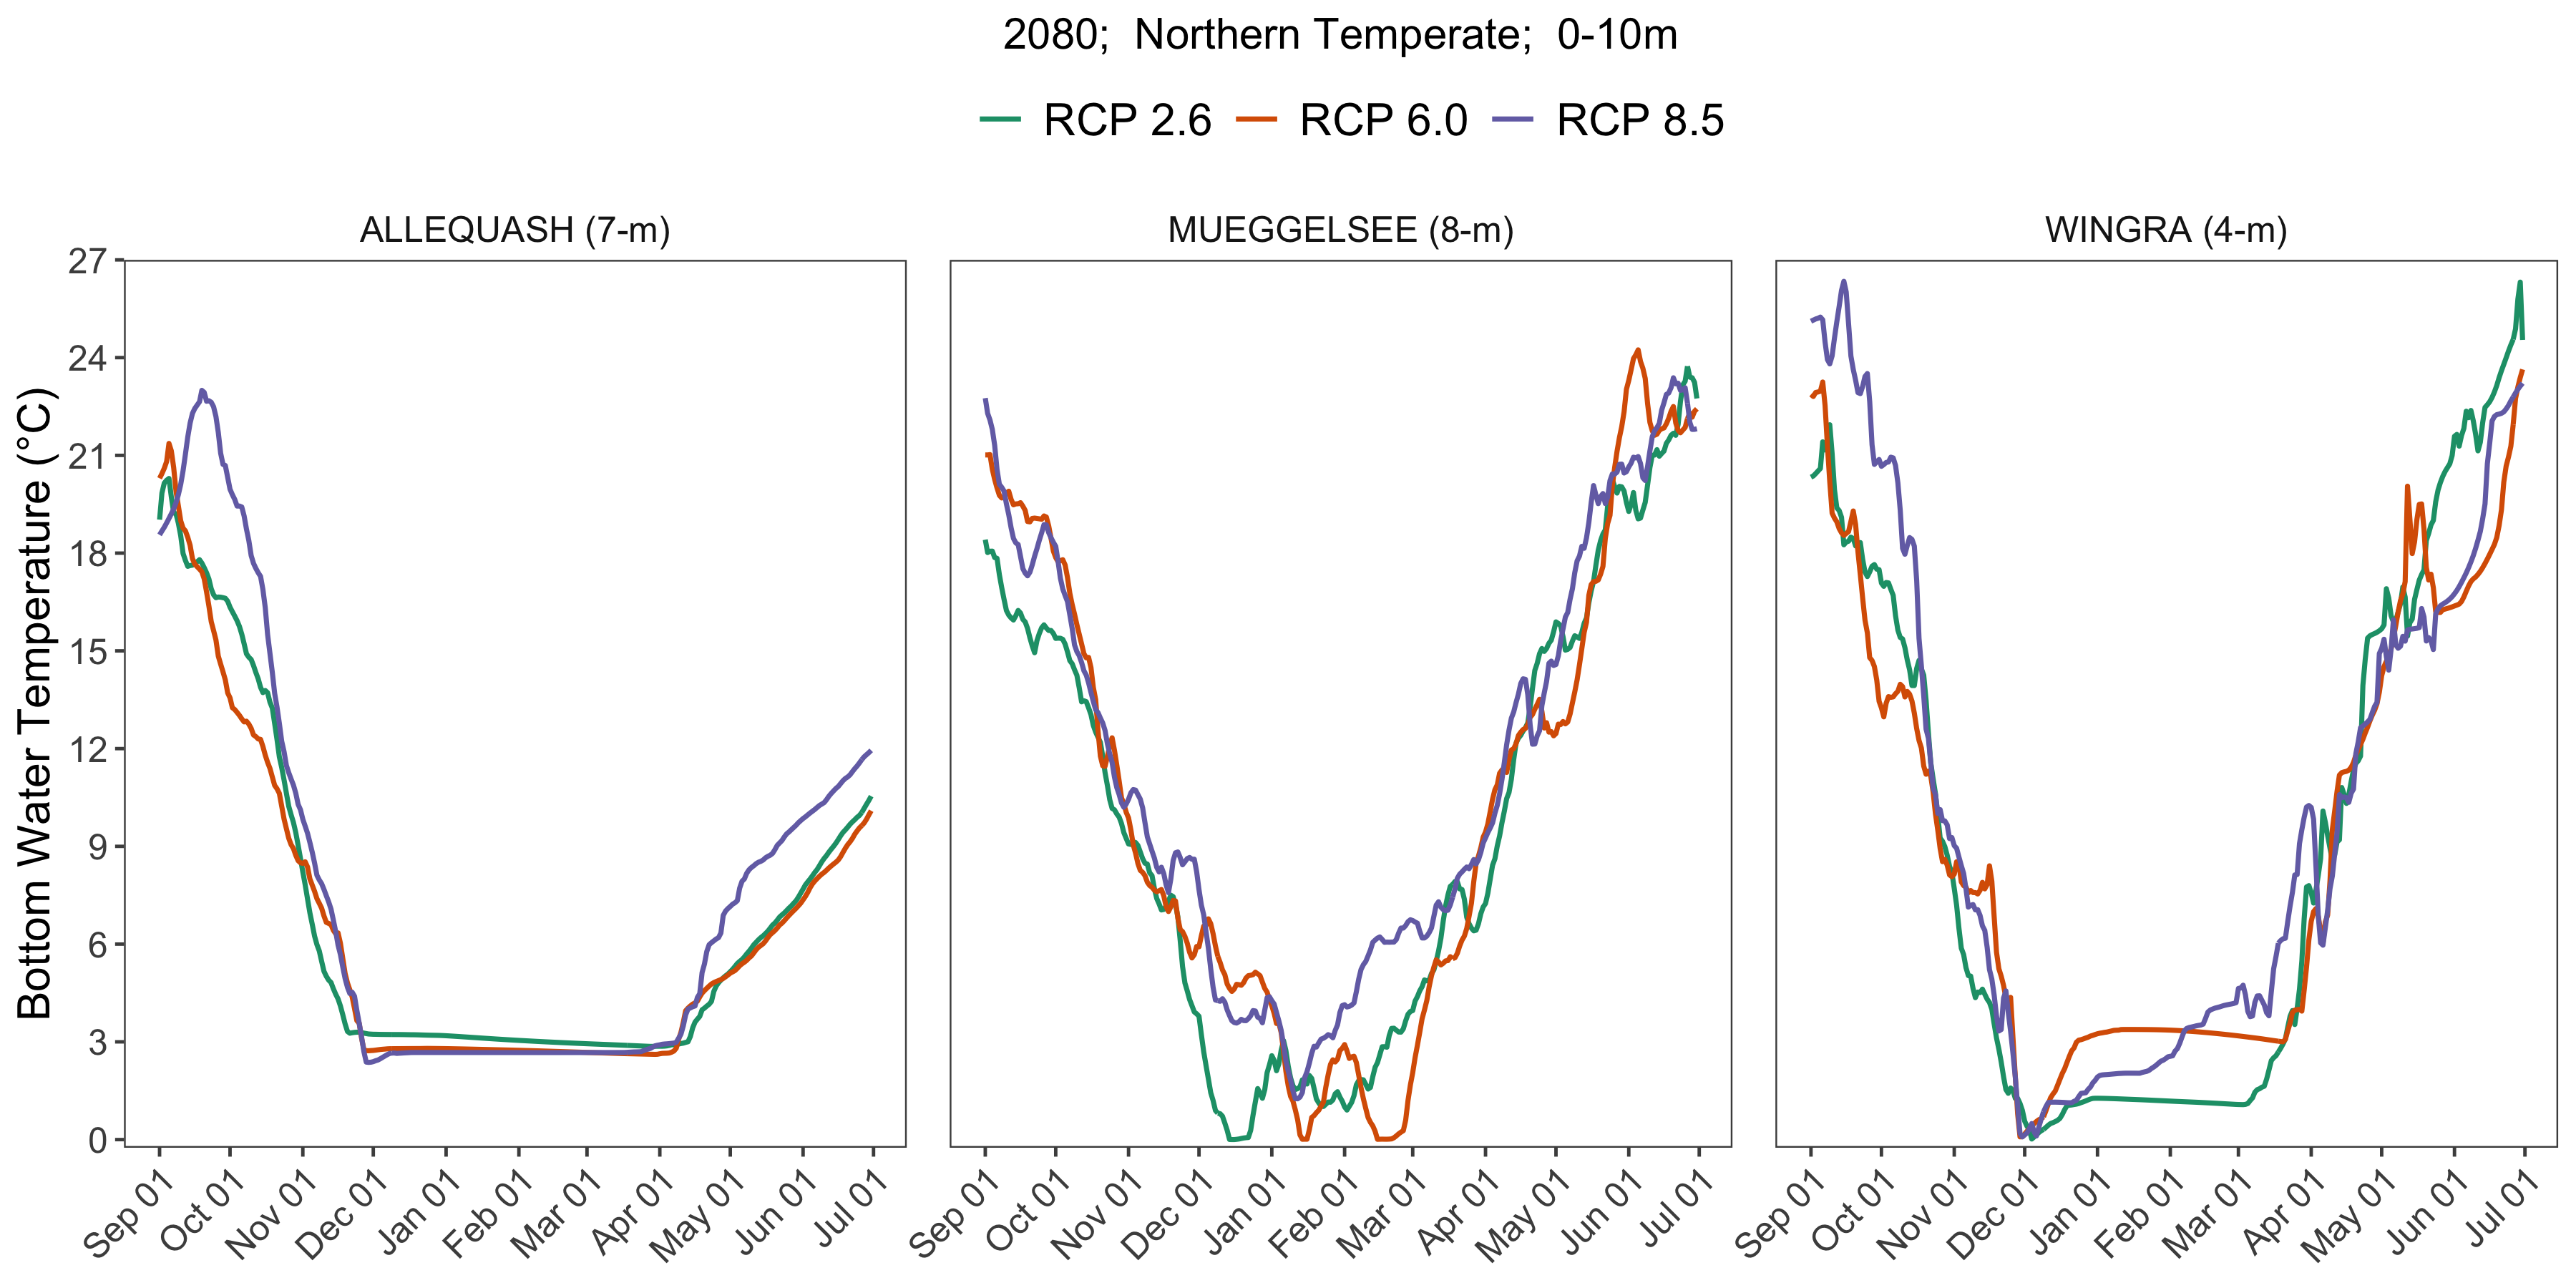 2080;  Northern Temperate;  0-10m
RCP 2.6 RCP 6.0 RCP 8.5
ALLEQUASH (7-m) MUEGGELSEE (8-m) WINGRA (4-m)
Bottom Water Temperature (°C)
27
24
21
18
15
12
9
6
3
0
Sep 01 Oct 01 Nov 01 Dec 01 Jan 01 Feb 01 Mar 01 Apr 01 May 01 Jun 01 Jul 01 Sep 01 Oct 01 Nov 01 Dec 01 Jan 01 Feb 01 Mar 01 Apr 01 May 01 Jun 01 Jul 01 Sep 01 Oct 01 Nov 01 Dec 01 Jan 01 Feb 01 Mar 01 Apr 01 May 01 Jun 01 Jul 01